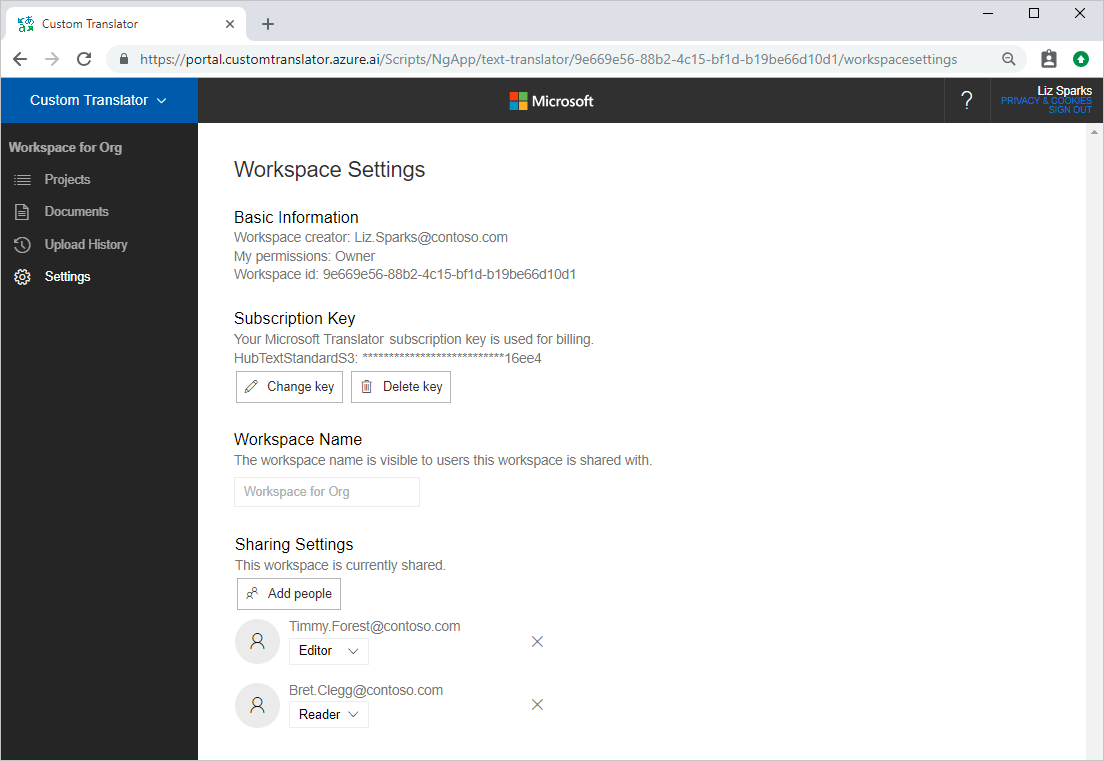 Custom Translator
https://portal.customtranslator.azure.ai/Scripts/NgApp/text-translator/9e669e56-88b2-4c15-bf1d-b19be66d10d1/workspacesettings
Custom Translator
Microsoft
?
Liz Sparks
PRIVACY & COOKIES
SIGN OUT
Workspace for Org
Projects
Documents
Upload History
Settings
Workspace Settings
Basic Information
Workspace creator: Liz.Sparks@contoso.com
My permissions: Owner
Workspace id: 9e669e56-88b2-4c15-bf1d-b19be66d10d1
Subscription Key
Your Microsoft Translator subscription key is used for billing.
HubTextStandardS3: ***************************16ee4
Change key
Delete key
Workspace Name
The workspace name is visible to users this workspace is shared with.
Workspace for Org
Sharing Settings
This workspace is currently shared.
Add people
Timmy.Forest@contoso.com
Editor
Bret.Clegg@contoso.com
Reader